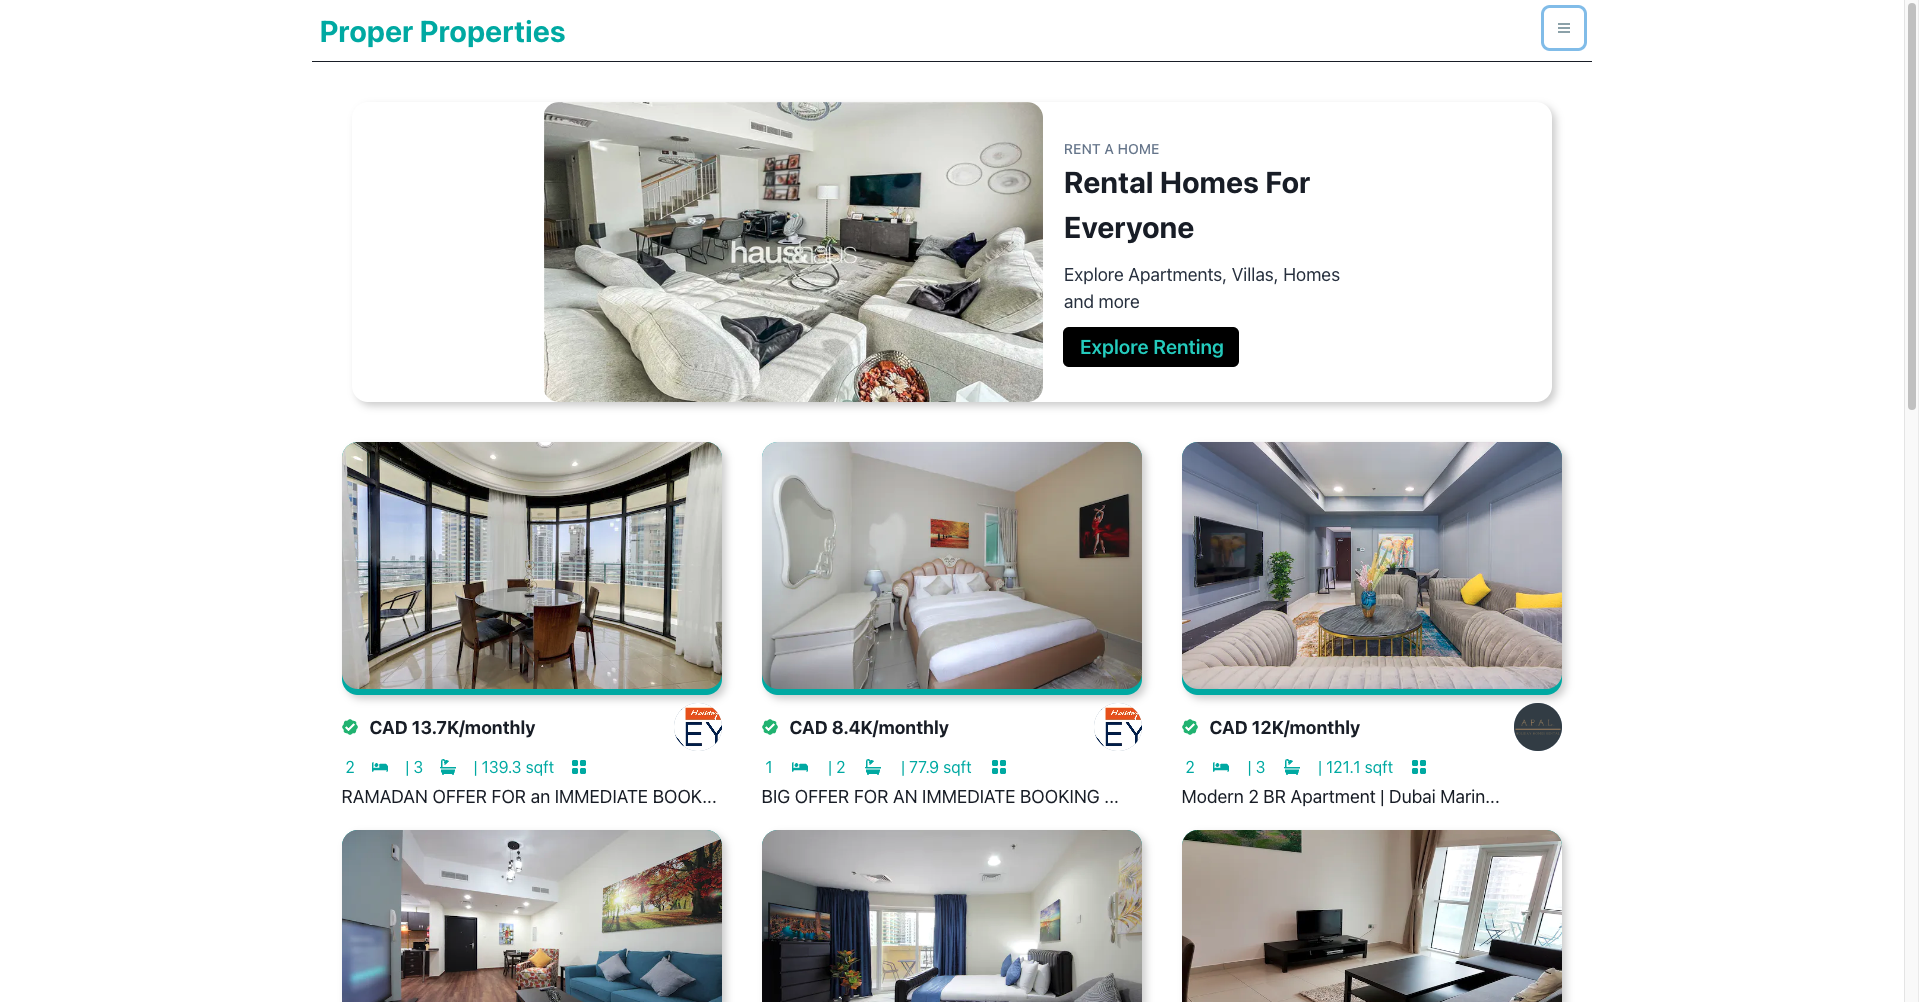 Proper Properties
haus&haus
RENT A HOME
Rental Homes For
Everyone
Explore Apartments, Villas, Homes
and more
Explore Renting
CAD 13.7K/monthly
Holiday
EY
2 | 3 | 139.3 sqft
RAMADAN OFFER FOR an IMMEDIATE BOOK...
CAD 8.4K/monthly
Holiday
EY
1 | 2 | 77.9 sqft
BIG OFFER FOR AN IMMEDIATE BOOKING ...
CAD 12K/monthly
APAL
2 | 3 | 121.1 sqft
Modern 2 BR Apartment | Dubai Marin...